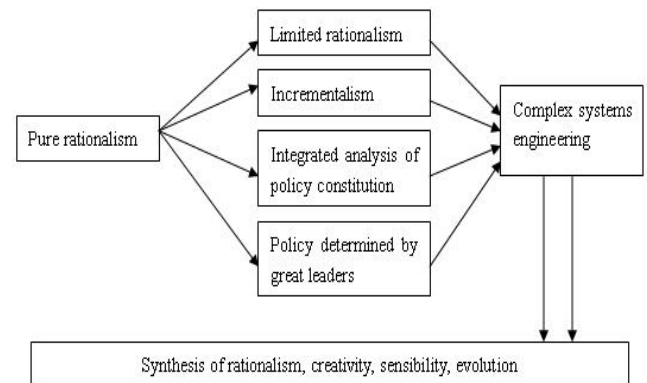 Limited rationalism
Incrementalism
Complex systems
engineering
Pure rationalism
Integrated analysis of
policy constitution
Policy determined by
great leaders
Synthesis of rationalism, creativity, sensibility, evolution